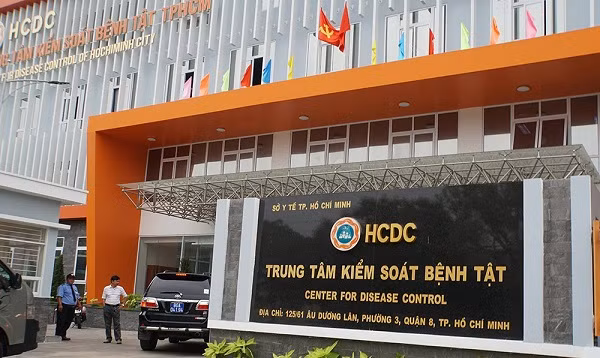 HCDC
TÂM KIỂM SOÁT BỆNH TẬT TPHCM
FOR DISEASE CONTROL OF HOCHIMINH CITY
SỞ Y TẾ TP. HỒ CHÍ MINH
HCDC
TRUNG TÂM KIỂM SOÁT BỆNH TẬT
CENTER FOR DISEASE CONTROL
ĐỊA CHỈ: 125/61 ÂU DƯƠNG LÂN, PHƯỜNG 3, QUẬN 8, TP. HỒ CHÍ MINH